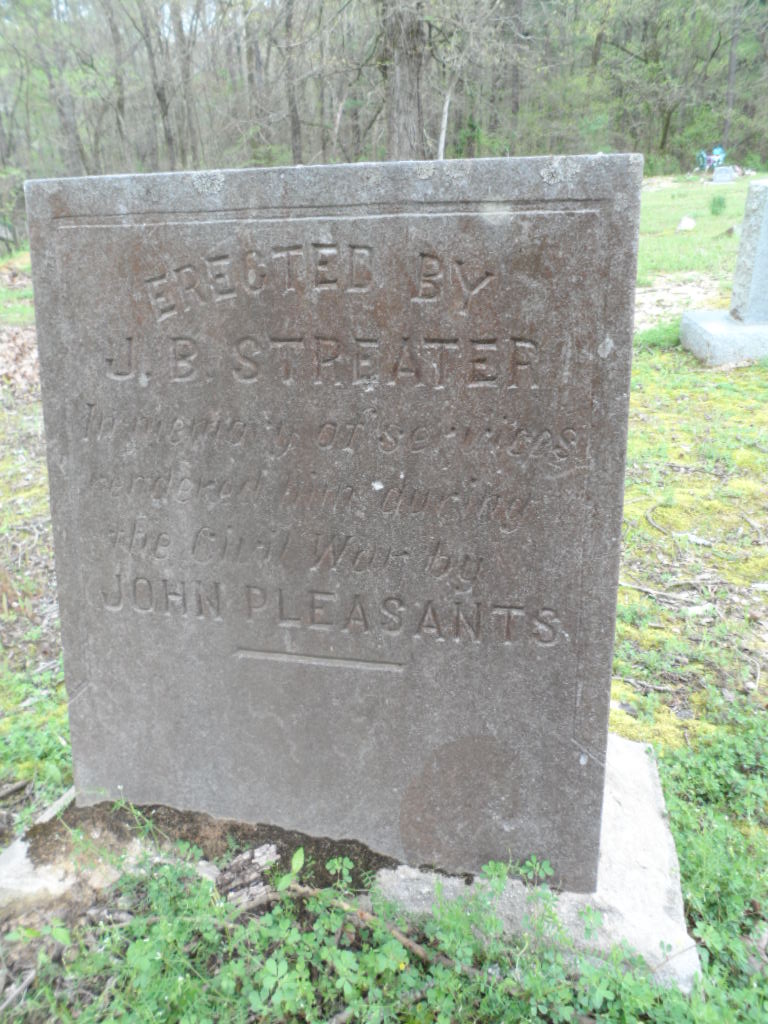 ERECTED BY
J. B. STREATER
In memory of services
rendered him during
the Civil War by
JOHN PLEASANTS